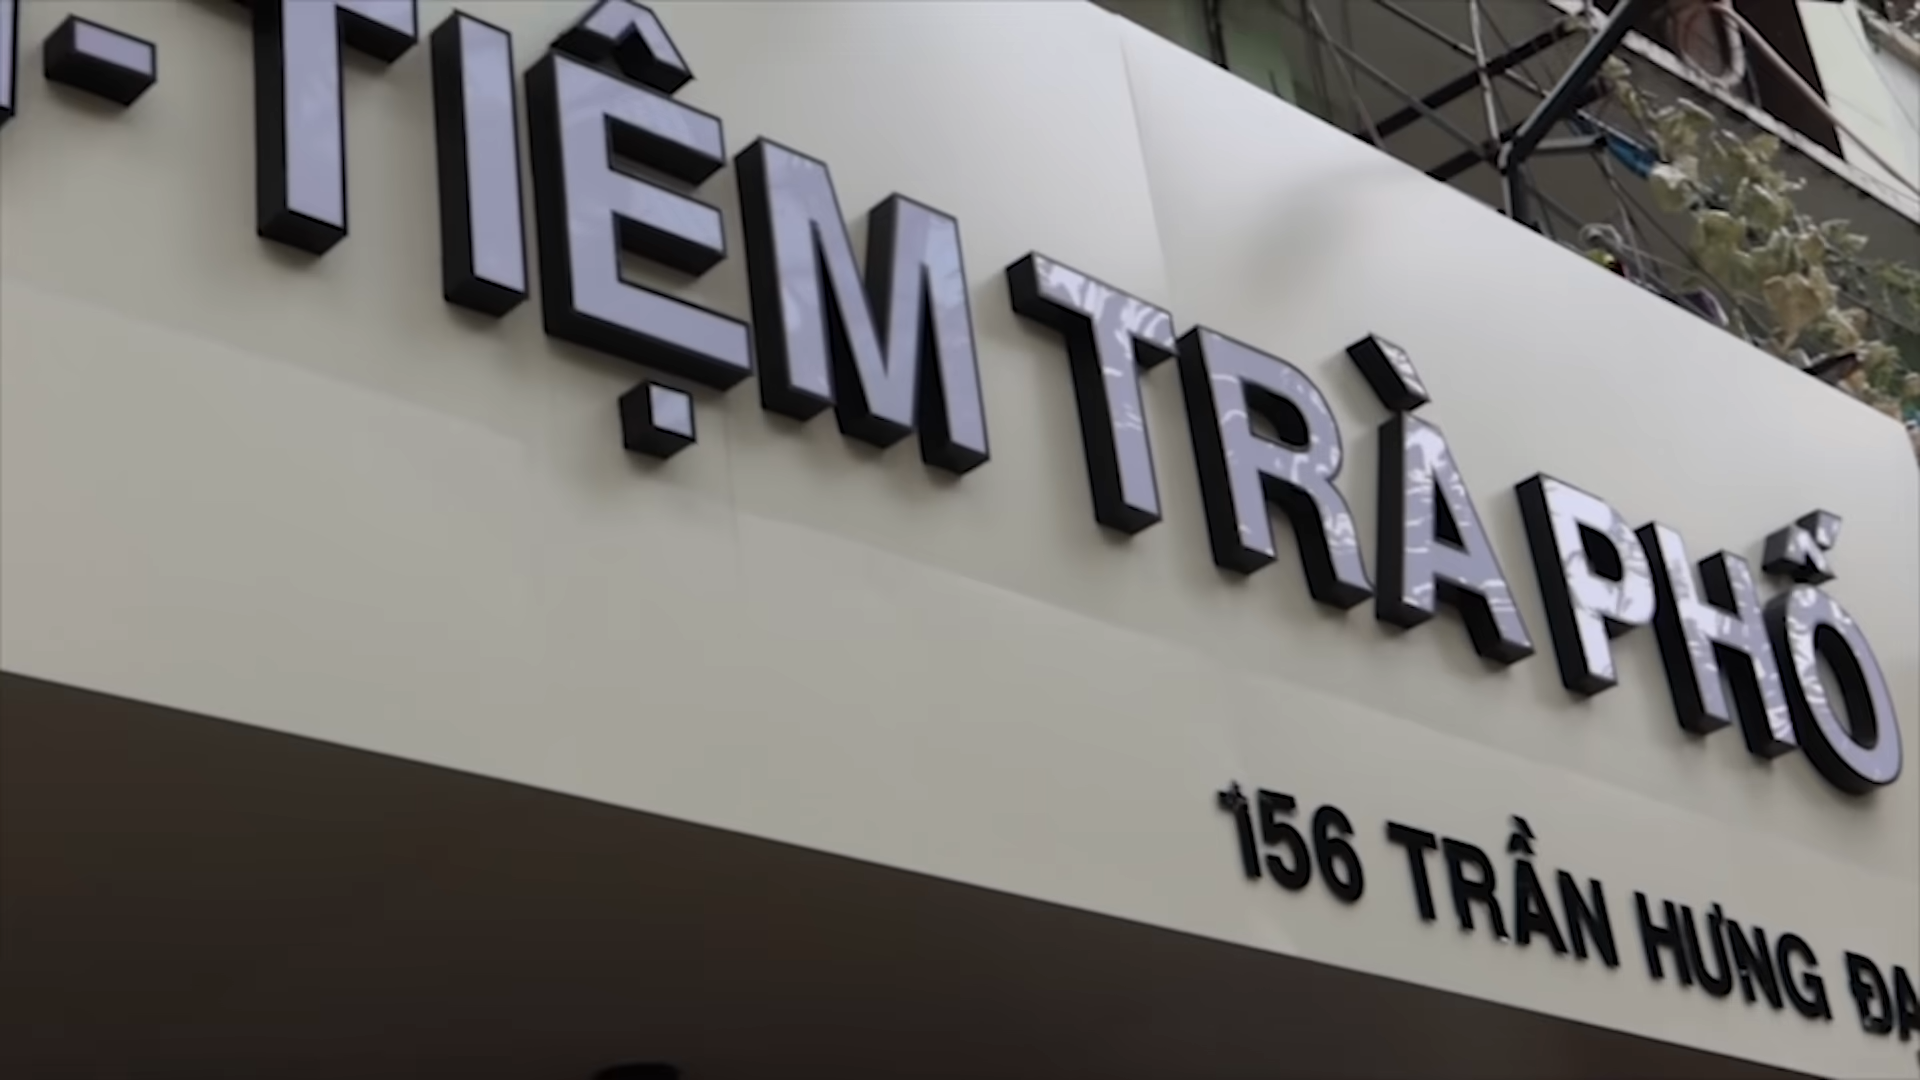 - TIỆM TRÀ PHỐ
156 TRẦN HƯNG